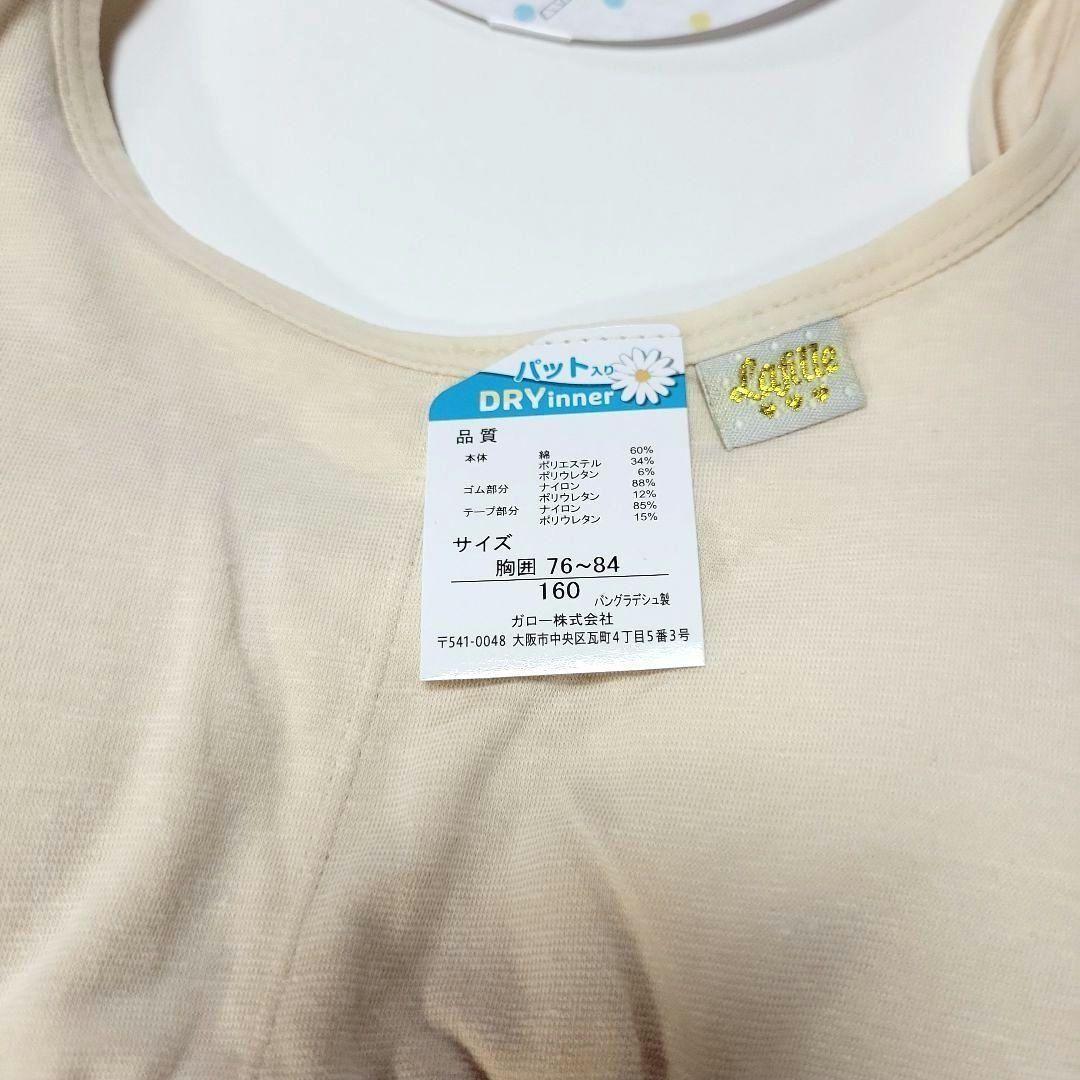 パット入り
DRYinner
Lafille
品質
本体 綿 60%
ポリエステル 34%
ポリウレタン 6%
ゴム部分 ナイロン 88%
ポリウレタン 12%
テープ部分 ナイロン 85%
ポリウレタン 15%
サイズ
胸囲 76~84
160 バングラデシュ製
ガロー株式会社
〒541-0048 大阪市中央区瓦町4丁目5番3号